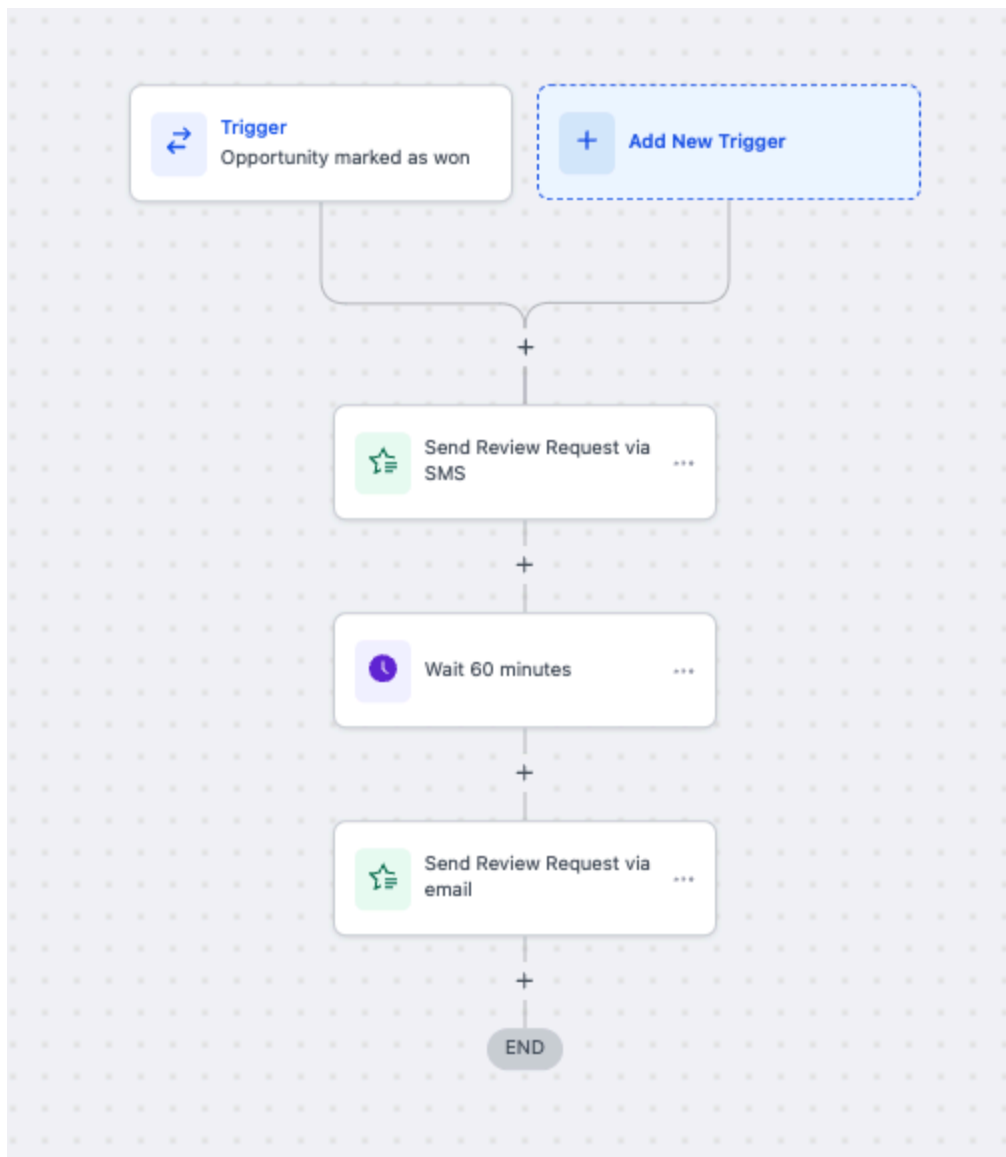 Trigger
Opportunity marked as won
Add New Trigger
Send Review Request via
SMS
Wait 60 minutes
Send Review Request via
email
END